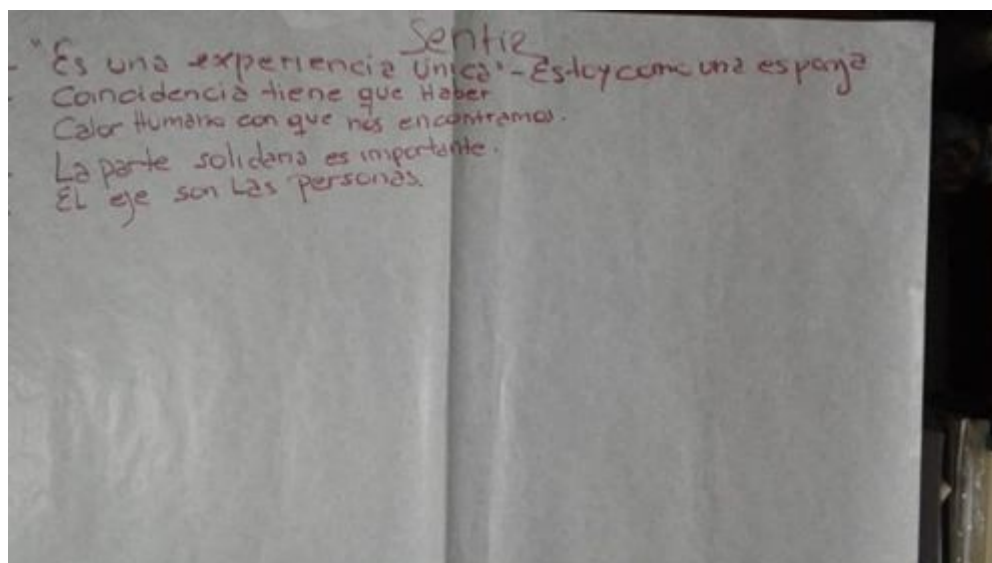 Sentir
- "Es una experiencia única" - Estoy como una esponja
- Coincidencia tiene que Haber
- Calor Humano con que nos encontramos.
- La parte solidaria es importante.
- EL eje son Las personas.